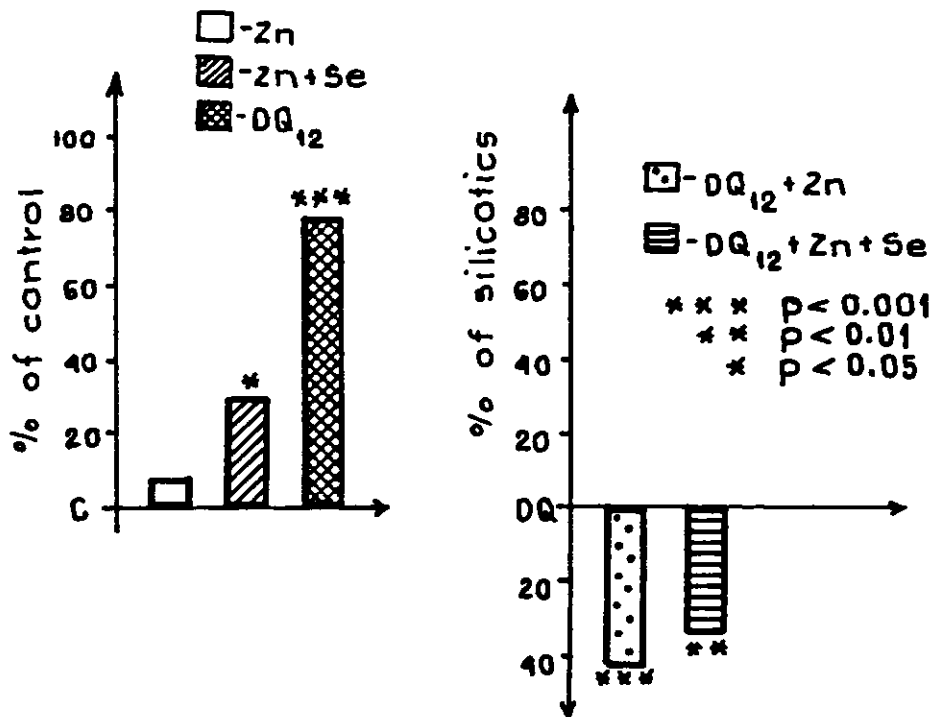 -Zn
-Zn+Se
-DQ12
% of control
100
80
60
40
20
C
***
*
% of silicotics
80
60
40
20
DQ
20
40
-DQ12+Zn
-DQ12+Zn+Se
*** p<0.001
** p<0.01
* p<0.05
***
**